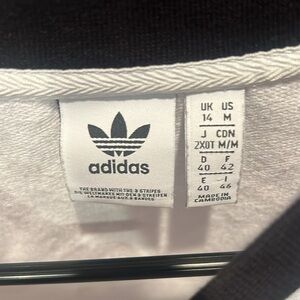 adidas
THE BRAND WITH THE 3 STRIPES
DIE WELTMARKE MIT DEN 3 STREIFEN
LA MARQUE AUX 3 BANDES
UK US
14 M
J CDN
2XOT M/M
D F
40 42
E I
40 46
MADE IN
CAMBODIA